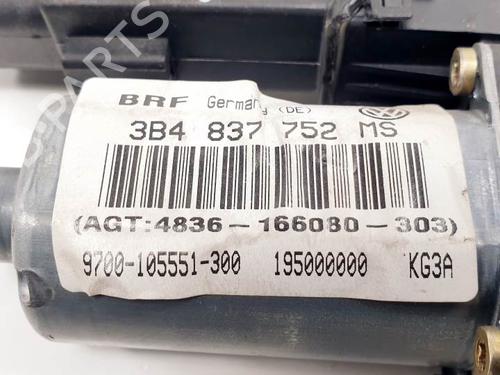 BRF Germany (DE)
3B4 837 752 MS
(AGT:4836-166080-303)
9700-105551-300 195000000 KG3A